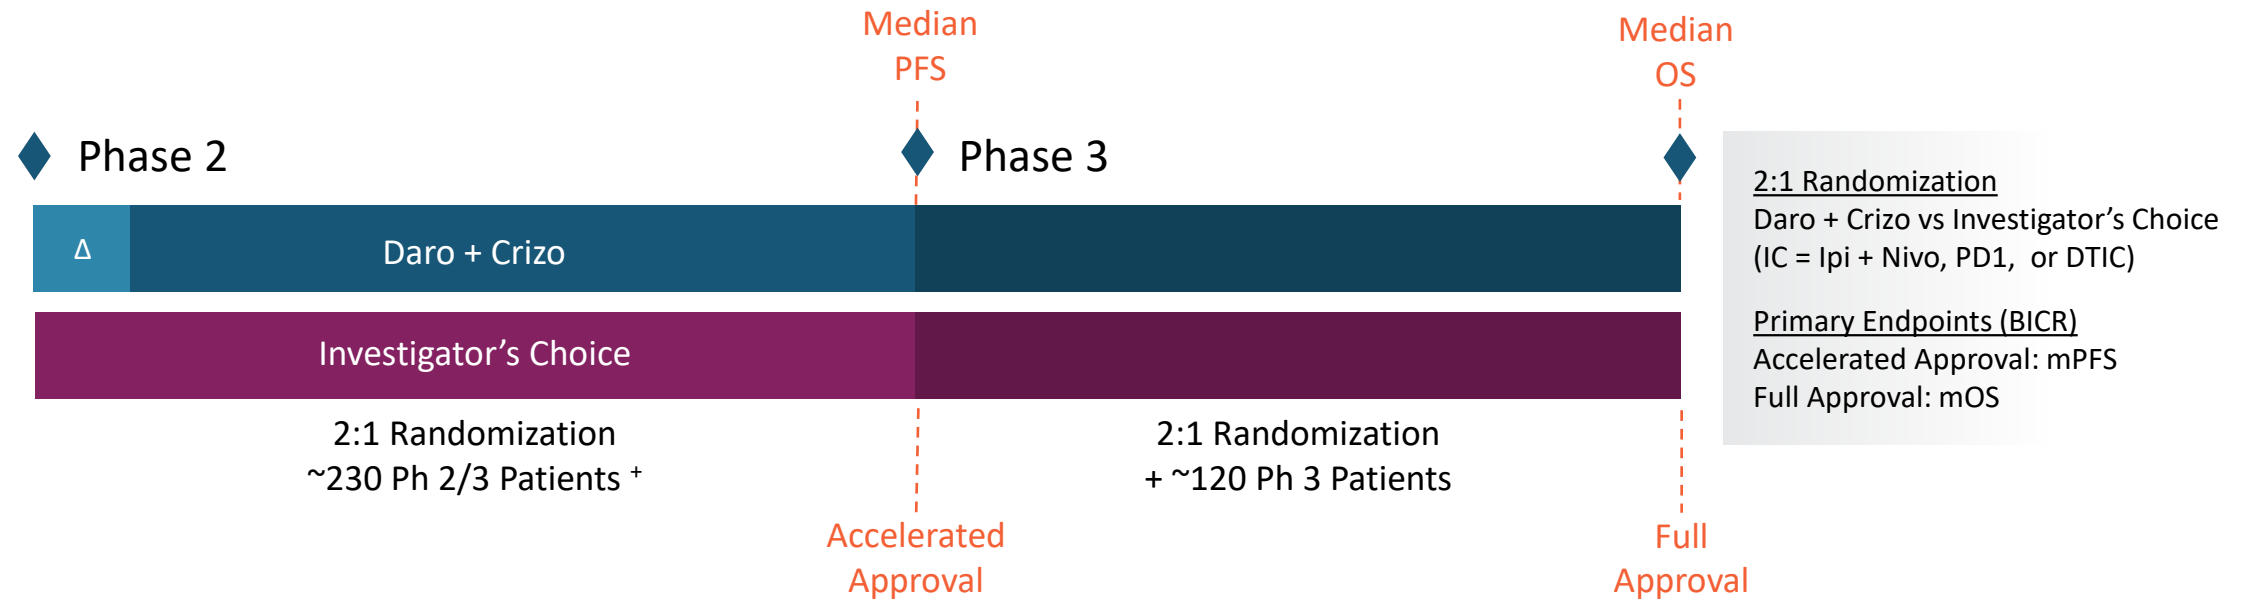 Median
PFS
Median
OS
Phase 2
Phase 3
Δ
Daro + Crizo
Investigator’s Choice
2:1 Randomization
~230 Ph 2/3 Patients +
2:1 Randomization
+ ~120 Ph 3 Patients
Accelerated
Approval
Full
Approval
2:1 Randomization
Daro + Crizo vs Investigator’s Choice
(IC = Ipi + Nivo, PD1, or DTIC)
Primary Endpoints (BICR)
Accelerated Approval: mPFS
Full Approval: mOS